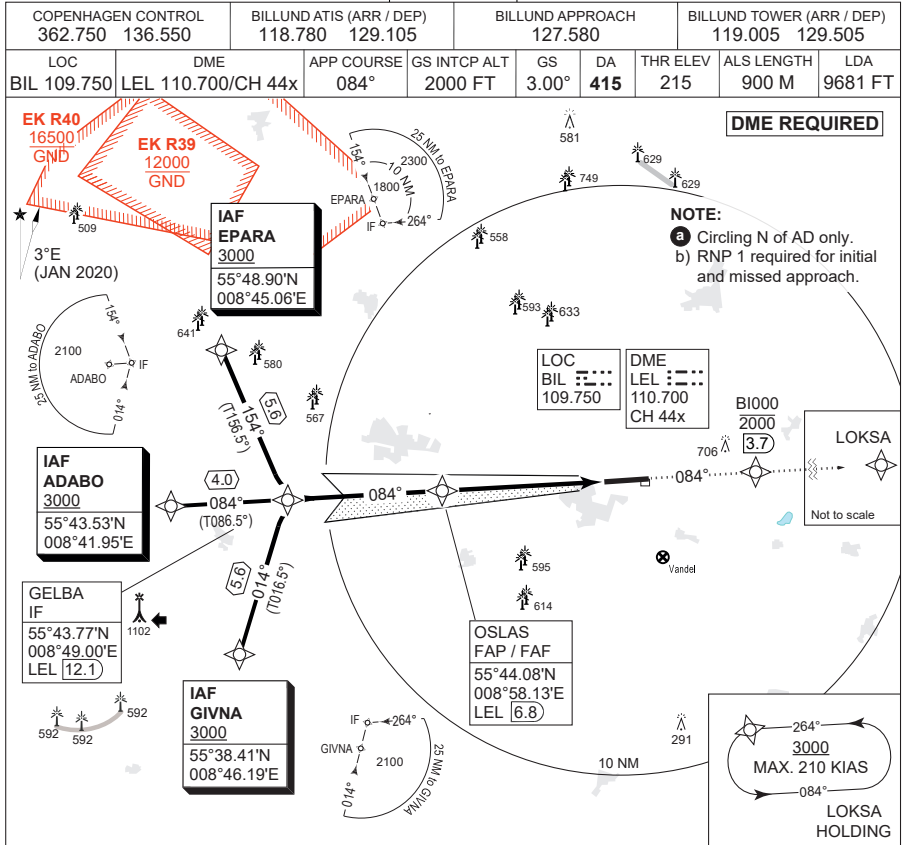 COPENHAGEN CONTROL
362.750 136.550
BILLUND ATIS (ARR / DEP)
118.780 129.105
BILLUND APPROACH
127.580
BILLUND TOWER (ARR / DEP)
119.005 129.505
LOC
BIL 109.750
DME
LEL 110.700/CH 44x
APP COURSE
084°
GS INTCP ALT
2000 FT
GS
3.00°
DA
415
THR ELEV
215
ALS LENGTH
900 M
LDA
9681 FT
EK R40
16500
GND
EK R39
12000
GND
DME REQUIRED
25 NM to EPARA
2300
154°
10 NM
1800
EPARA
IF
264°
581
749
629
629
NOTE:
a Circling N of AD only.
b) RNP 1 required for initial
and missed approach.
509
3°E
(JAN 2020)
IAF
EPARA
3000
55°48.90'N
008°45.06'E
558
593
633
641
580
567
25 NM to ADABO
2100
ADABO
IF
154°
014°
LOC
BIL
109.750
DME
LEL
110.700
CH 44x
BI000
2000
3.7
706
LOKSA
Not to scale
IAF
ADABO
3000
55°43.53'N
008°41.95'E
5.6
154°
(T156.5°)
4.0
084°
(T086.5°)
084°
084°
5.6
014°
(T016.5°)
Vandel
595
614
GELBA
IF
55°43.77'N
008°49.00'E
LEL 12.1
1102
OSLAS
FAP / FAF
55°44.08'N
008°58.13'E
LEL 6.8
592
592
592
IAF
GIVNA
3000
55°38.41'N
008°46.19'E
IF
264°
GIVNA
2100
014°
25 NM to GIVNA
291
10 NM
264°
3000
MAX. 210 KIAS
084°
LOKSA
HOLDING